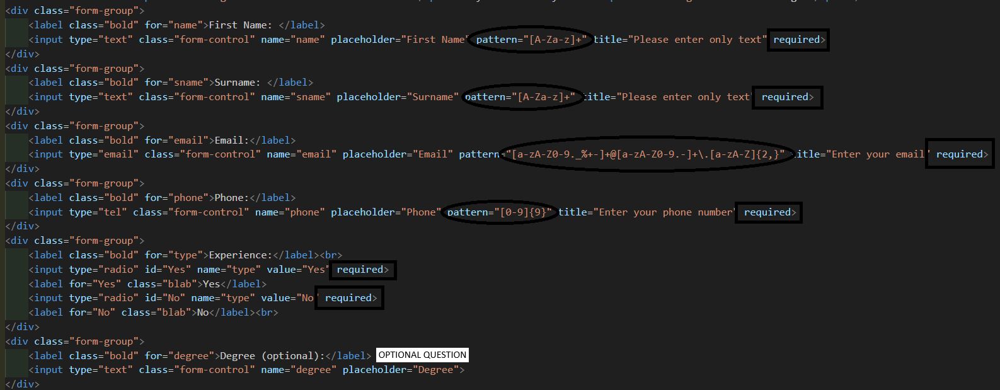 <div class="form-group">
<label class="bold" for="name">First Name: </label>
<input type="text" class="form-control" name="name" placeholder="First Name" pattern="[A-Za-z]+" title="Please enter only text" required>
</div>
<div class="form-group">
<label class="bold" for="sname">Surname: </label>
<input type="text" class="form-control" name="sname" placeholder="Surname" pattern="[A-Za-z]+" title="Please enter only text" required>
</div>
<div class="form-group">
<label class="bold" for="email">Email:</label>
<input type="email" class="form-control" name="email" placeholder="Email" pattern="[a-zA-Z0-9._%+-]+@[a-zA-Z0-9.-]+\.[a-zA-Z]{2,}" title="Enter your email" required>
</div>
<div class="form-group">
<label class="bold" for="phone">Phone:</label>
<input type="tel" class="form-control" name="phone" placeholder="Phone" pattern="[0-9]{9}" title="Enter your phone number" required>
</div>
<div class="form-group">
<label class="bold" for="type">Experience:</label><br>
<input type="radio" id="Yes" name="type" value="Yes" required>
<label for="Yes" class="blab">Yes</label>
<input type="radio" id="No" name="type" value="No" required>
<label for="No" class="blab">No</label><br>
</div>
<div class="form-group">
<label class="bold" for="degree">Degree (optional):</label> OPTIONAL QUESTION
<input type="text" class="form-control" name="degree" placeholder="Degree">
</div>